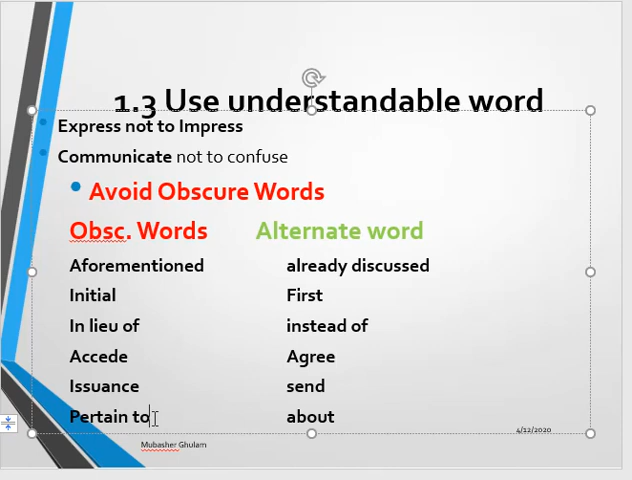 1.3 Use understandable word
Express not to Impress
Communicate not to confuse
Avoid Obscure Words
Obsc. Words Alternate word
Aforementioned already discussed
Initial First
In lieu of instead of
Accede Agree
Issuance send
Pertain to about
4/12/2020
Mubasher Ghulam